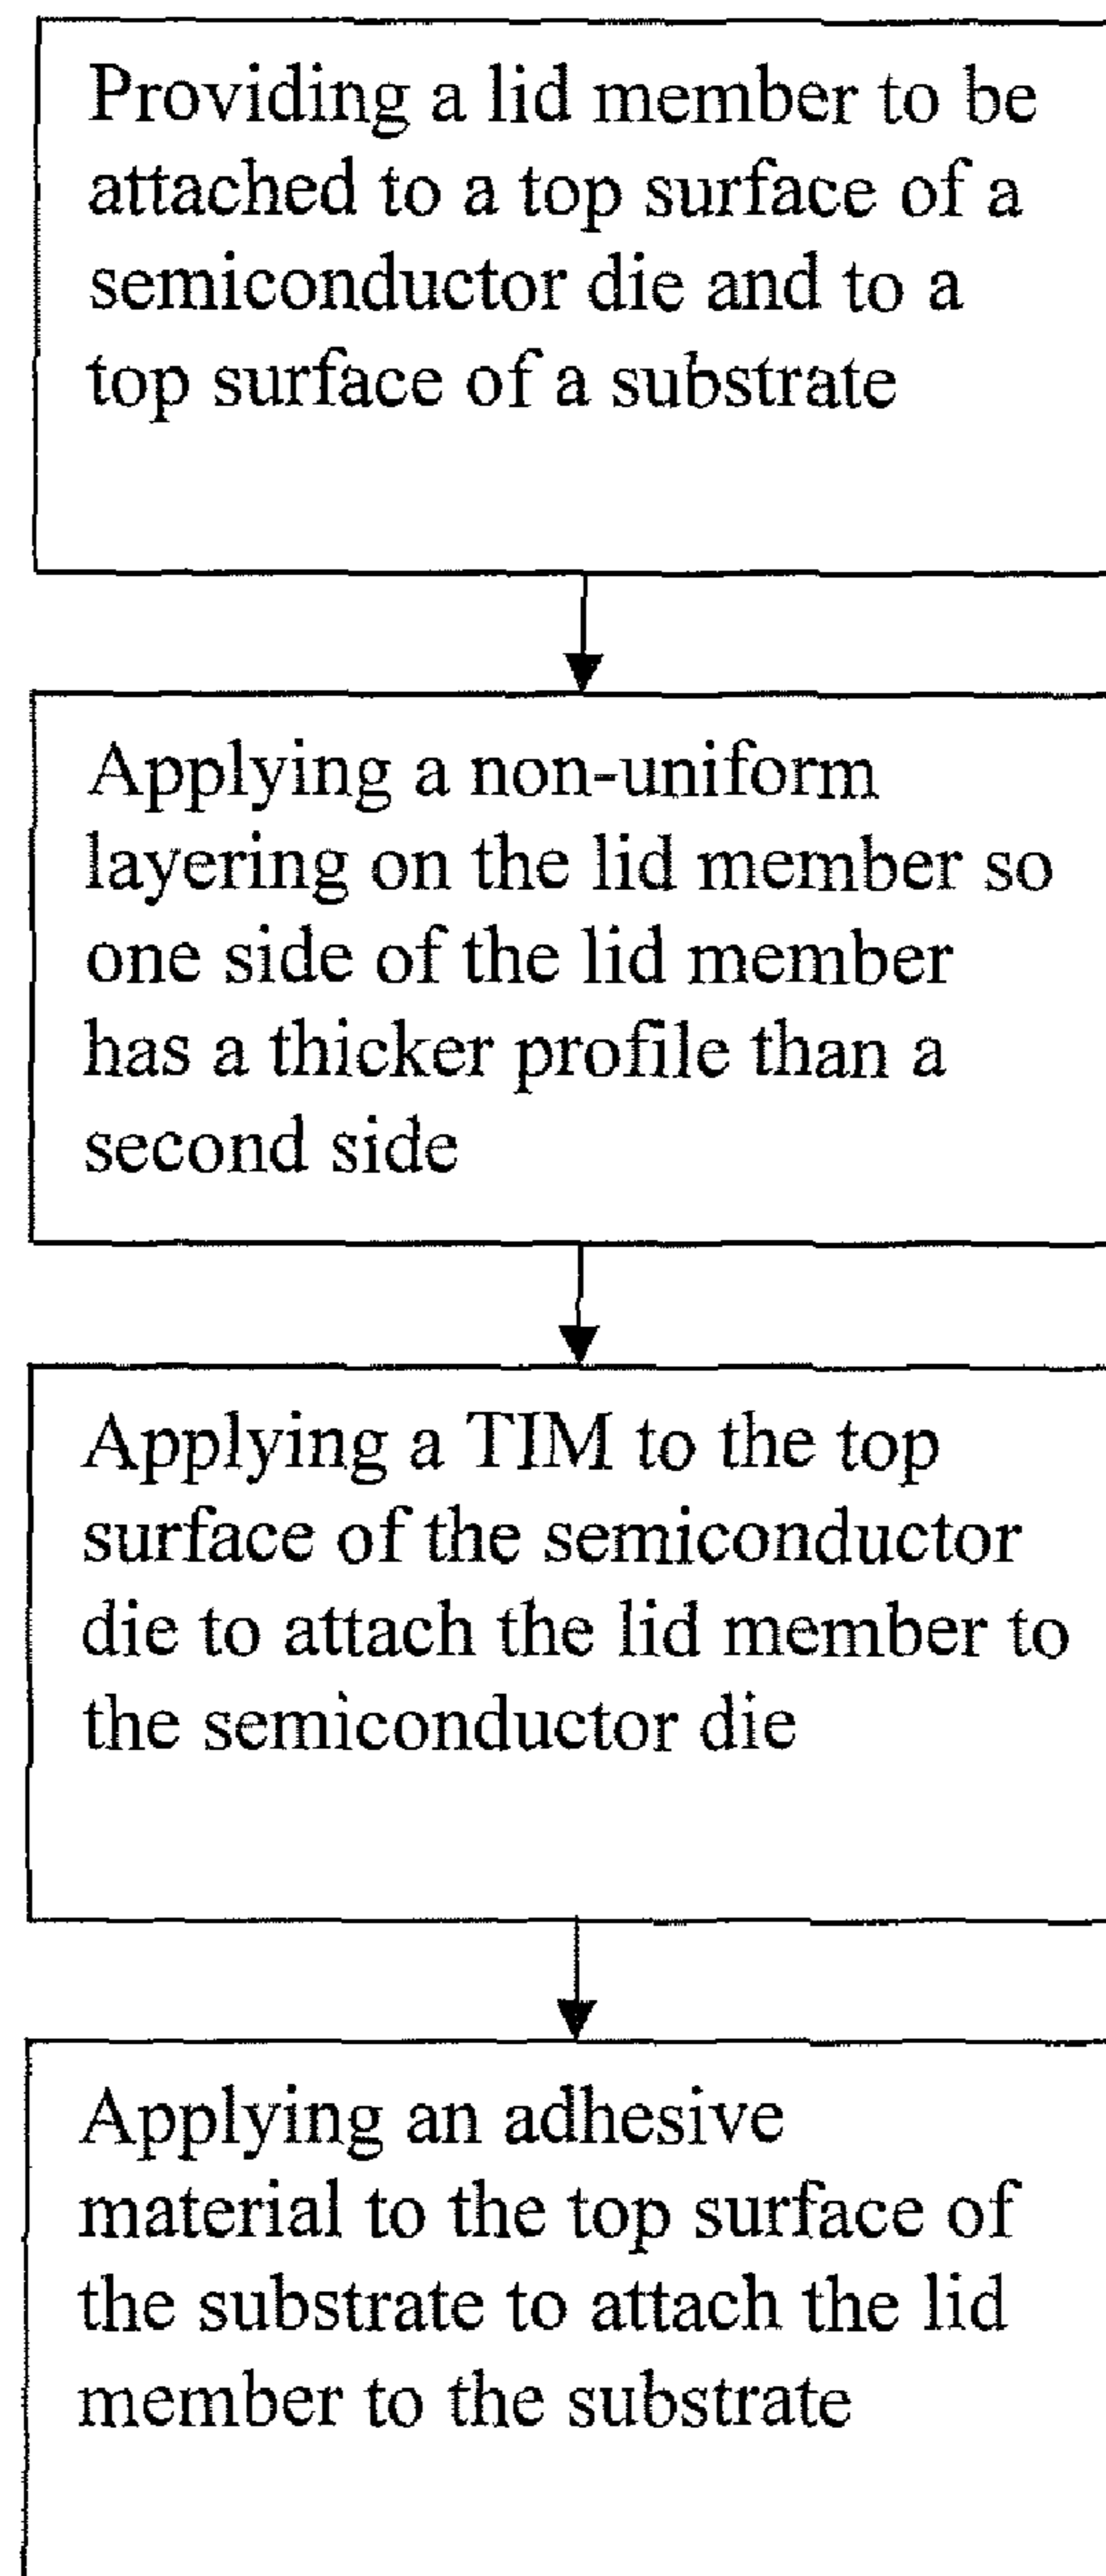 Providing a lid member to be
attached to a top surface of a
semiconductor die and to a
top surface of a substrate
Applying a non-uniform
layering on the lid member so
one side of the lid member
has a thicker profile than a
second side
Applying a TIM to the top
surface of the semiconductor
die to attach the lid member to
the semiconductor die
Applying an adhesive
material to the top surface of
the substrate to attach the lid
member to the substrate